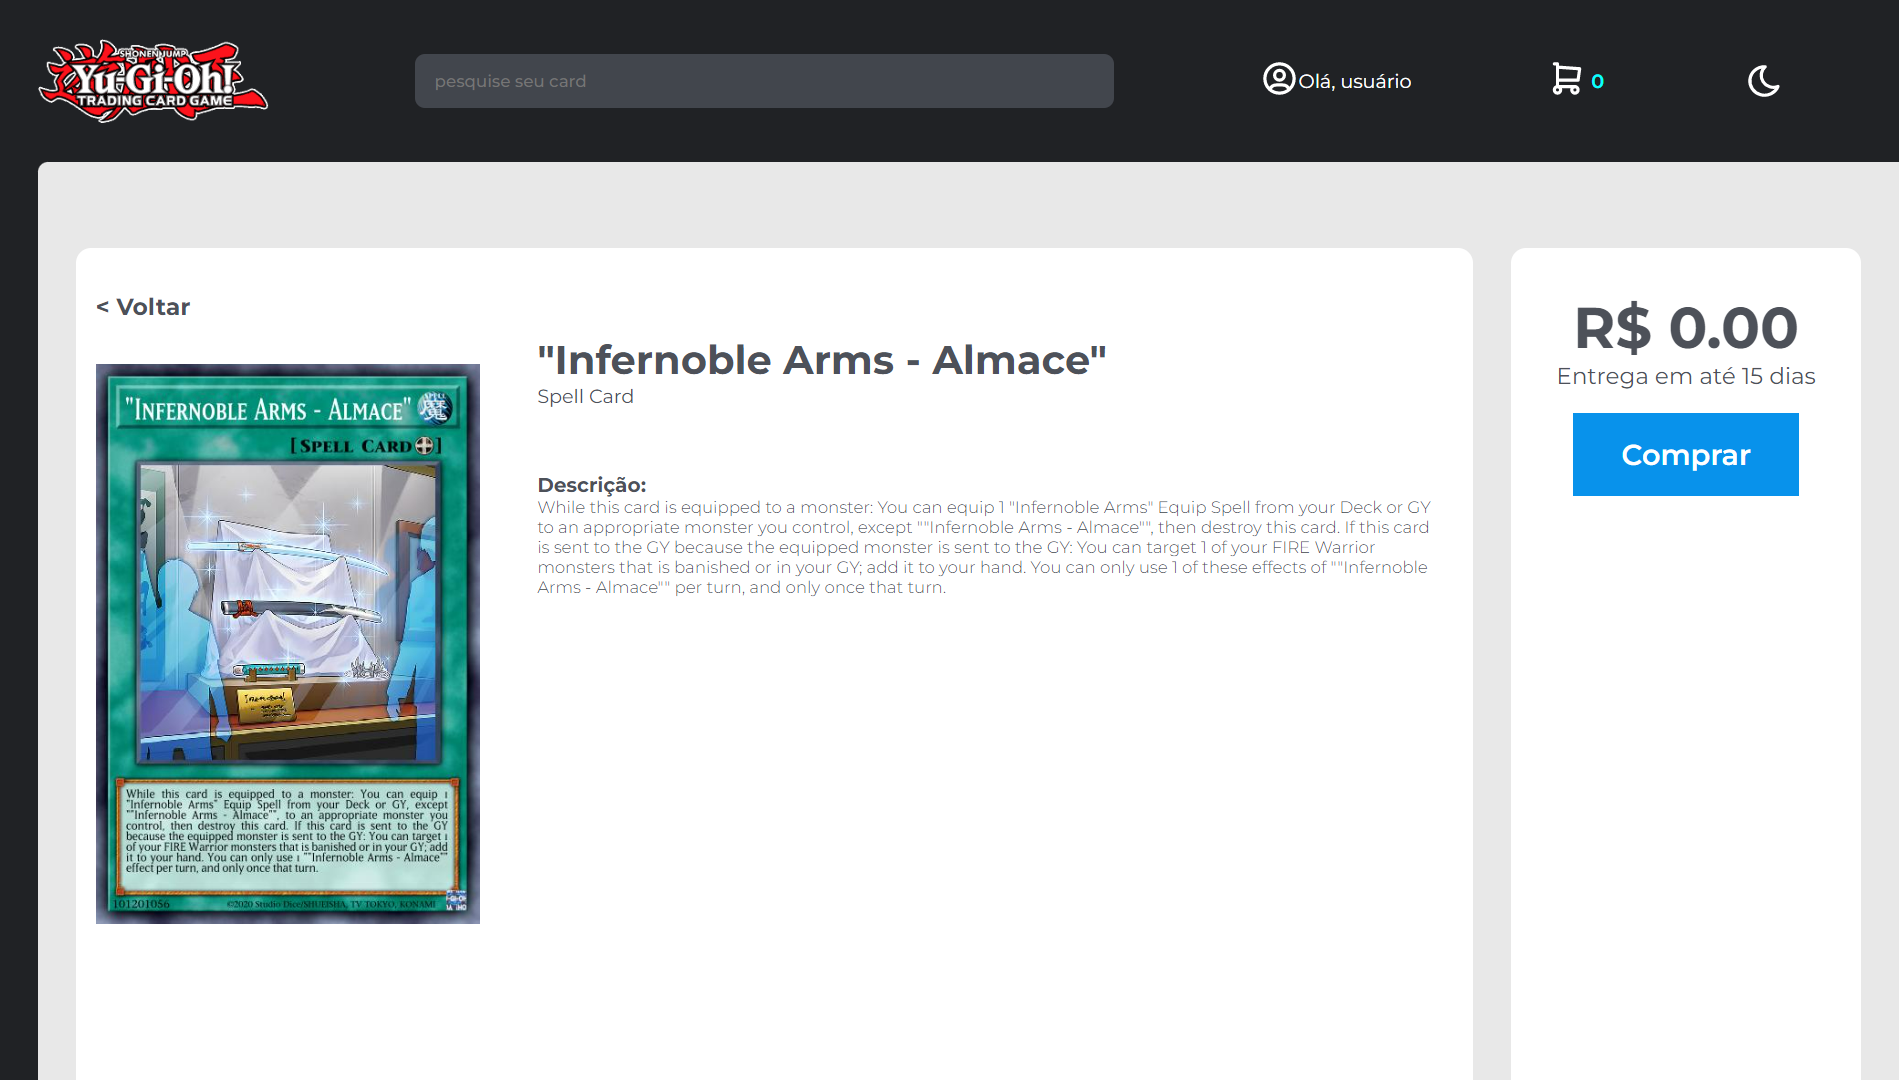 SHONEN JUMP
Yu-Gi-Oh!
TRADING CARD GAME
pesquise seu card
Olá, usuário
0
< Voltar
"INFERNOBLE ARMS - ALMACE"
SPELL
魔
[SPELL CARD]
While this card is equipped to a monster: You can equip 1
"Infernoble Arms" Equip Spell from your Deck or GY, except
""Infernoble Arms - Almace"", to an appropriate monster you
control, then destroy this card. If this card is sent to the GY
because the equipped monster is sent to the GY: You can target 1
of your FIRE Warrior monsters that is banished or in your GY; add
it to your hand. You can only use 1 ""Infernoble Arms - Almace""
effect per turn, and only once that turn.
101201056
©2020 Studio Dice/SHUEISHA, TV TOKYO, KONAMI
"Infernoble Arms - Almace"
Spell Card
Descrição:
While this card is equipped to a monster: You can equip 1 "Infernoble Arms" Equip Spell from your Deck or GY
to an appropriate monster you control, except ""Infernoble Arms - Almace"", then destroy this card. If this card
is sent to the GY because the equipped monster is sent to the GY: You can target 1 of your FIRE Warrior
monsters that is banished or in your GY; add it to your hand. You can only use 1 of these effects of ""Infernoble
Arms - Almace"" per turn, and only once that turn.
R$ 0.00
Entrega em até 15 dias
Comprar